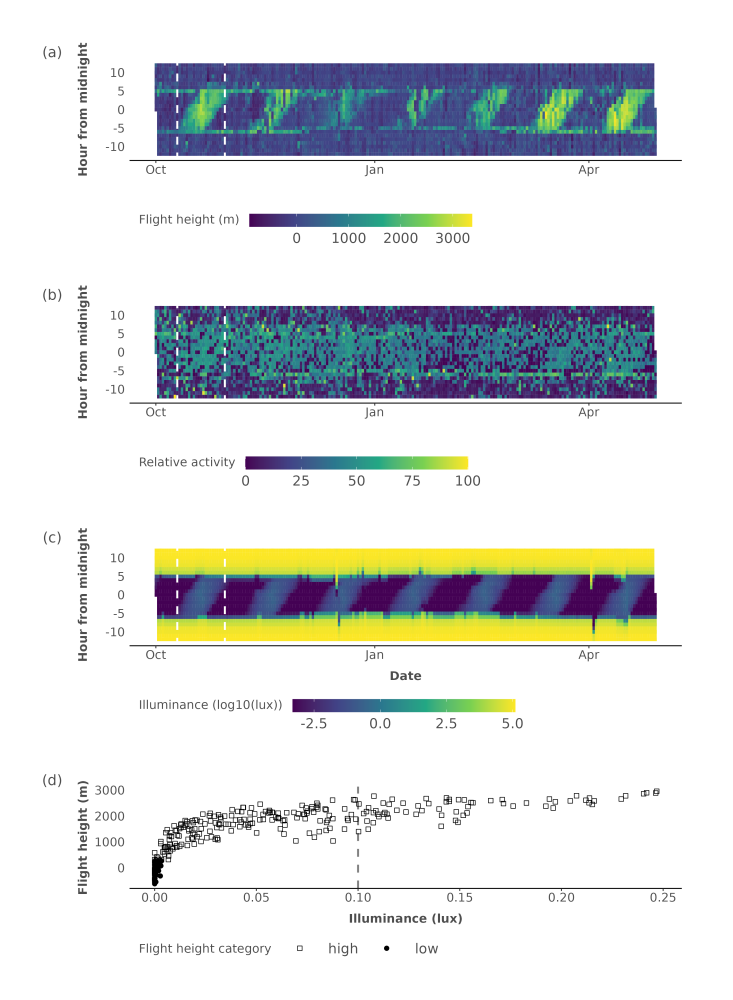 (a)
Hour from midnight
10
5
0
-5
-10
Oct
Jan
Apr
Flight height (m)
0
1000
2000
3000
(b)
Hour from midnight
10
5
0
-5
-10
Oct
Jan
Apr
Relative activity
0
25
50
75
100
(c)
Hour from midnight
10
5
0
-5
-10
Oct
Jan
Apr
Date
Illuminance (log10(lux))
-2.5
0.0
2.5
5.0
(d)
Flight height (m)
3000
2000
1000
0
0.00
0.05
0.10
0.15
0.20
0.25
Illuminance (lux)
Flight height category
high
low